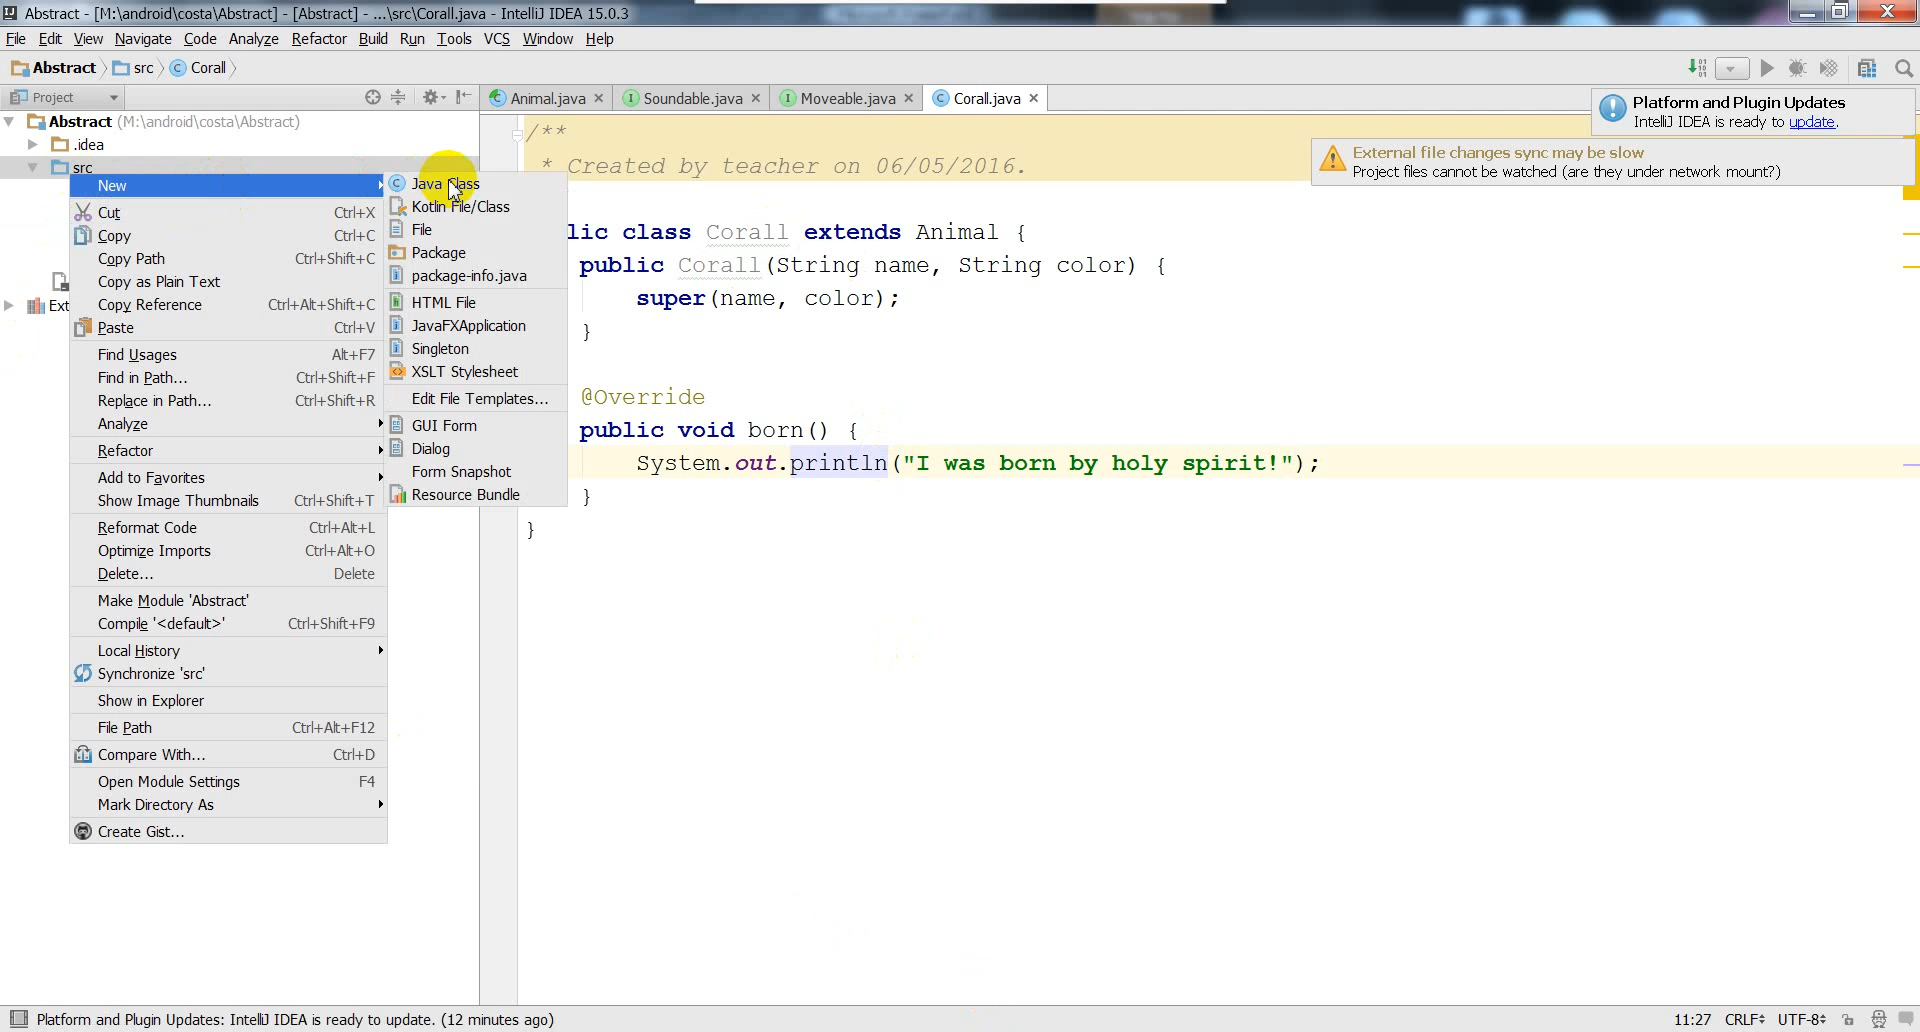 Abstract - [M:\android\costa\Abstract] - [Abstract] - ...\src\Corall.java - IntelliJ IDEA 15.0.3
File Edit View Navigate Code Analyze Refactor Build Run Tools VCS Window Help
Abstract src Corall
Project
Animal.java Soundable.java Moveable.java Corall.java
Platform and Plugin Updates
IntelliJ IDEA is ready to update.
External file changes sync may be slow
Project files cannot be watched (are they under network mount?)
Abstract (M:\android\costa\Abstract)
.idea
src
Ext
New
Cut Ctrl+X
Copy Ctrl+C
Copy Path Ctrl+Shift+C
Copy as Plain Text
Copy Reference Ctrl+Alt+Shift+C
Paste Ctrl+V
Find Usages Alt+F7
Find in Path... Ctrl+Shift+F
Replace in Path... Ctrl+Shift+R
Analyze
Refactor
Add to Favorites
Show Image Thumbnails Ctrl+Shift+T
Reformat Code Ctrl+Alt+L
Optimize Imports Ctrl+Alt+O
Delete... Delete
Make Module 'Abstract'
Compile '<default>' Ctrl+Shift+F9
Local History
Synchronize 'src'
Show in Explorer
File Path Ctrl+Alt+F12
Compare With... Ctrl+D
Open Module Settings F4
Mark Directory As
Create Gist...
Java Class
Kotlin File/Class
File
Package
package-info.java
HTML File
JavaFXApplication
Singleton
XSLT Stylesheet
Edit File Templates...
GUI Form
Dialog
Form Snapshot
Resource Bundle
/**
* Created by teacher on 06/05/2016.
lic class Corall extends Animal {
public Corall(String name, String color) {
super(name, color);
}
@Override
public void born() {
System.out.println("I was born by holy spirit!");
}
}
Platform and Plugin Updates: IntelliJ IDEA is ready to update. (12 minutes ago)
11:27 CRLF UTF-8